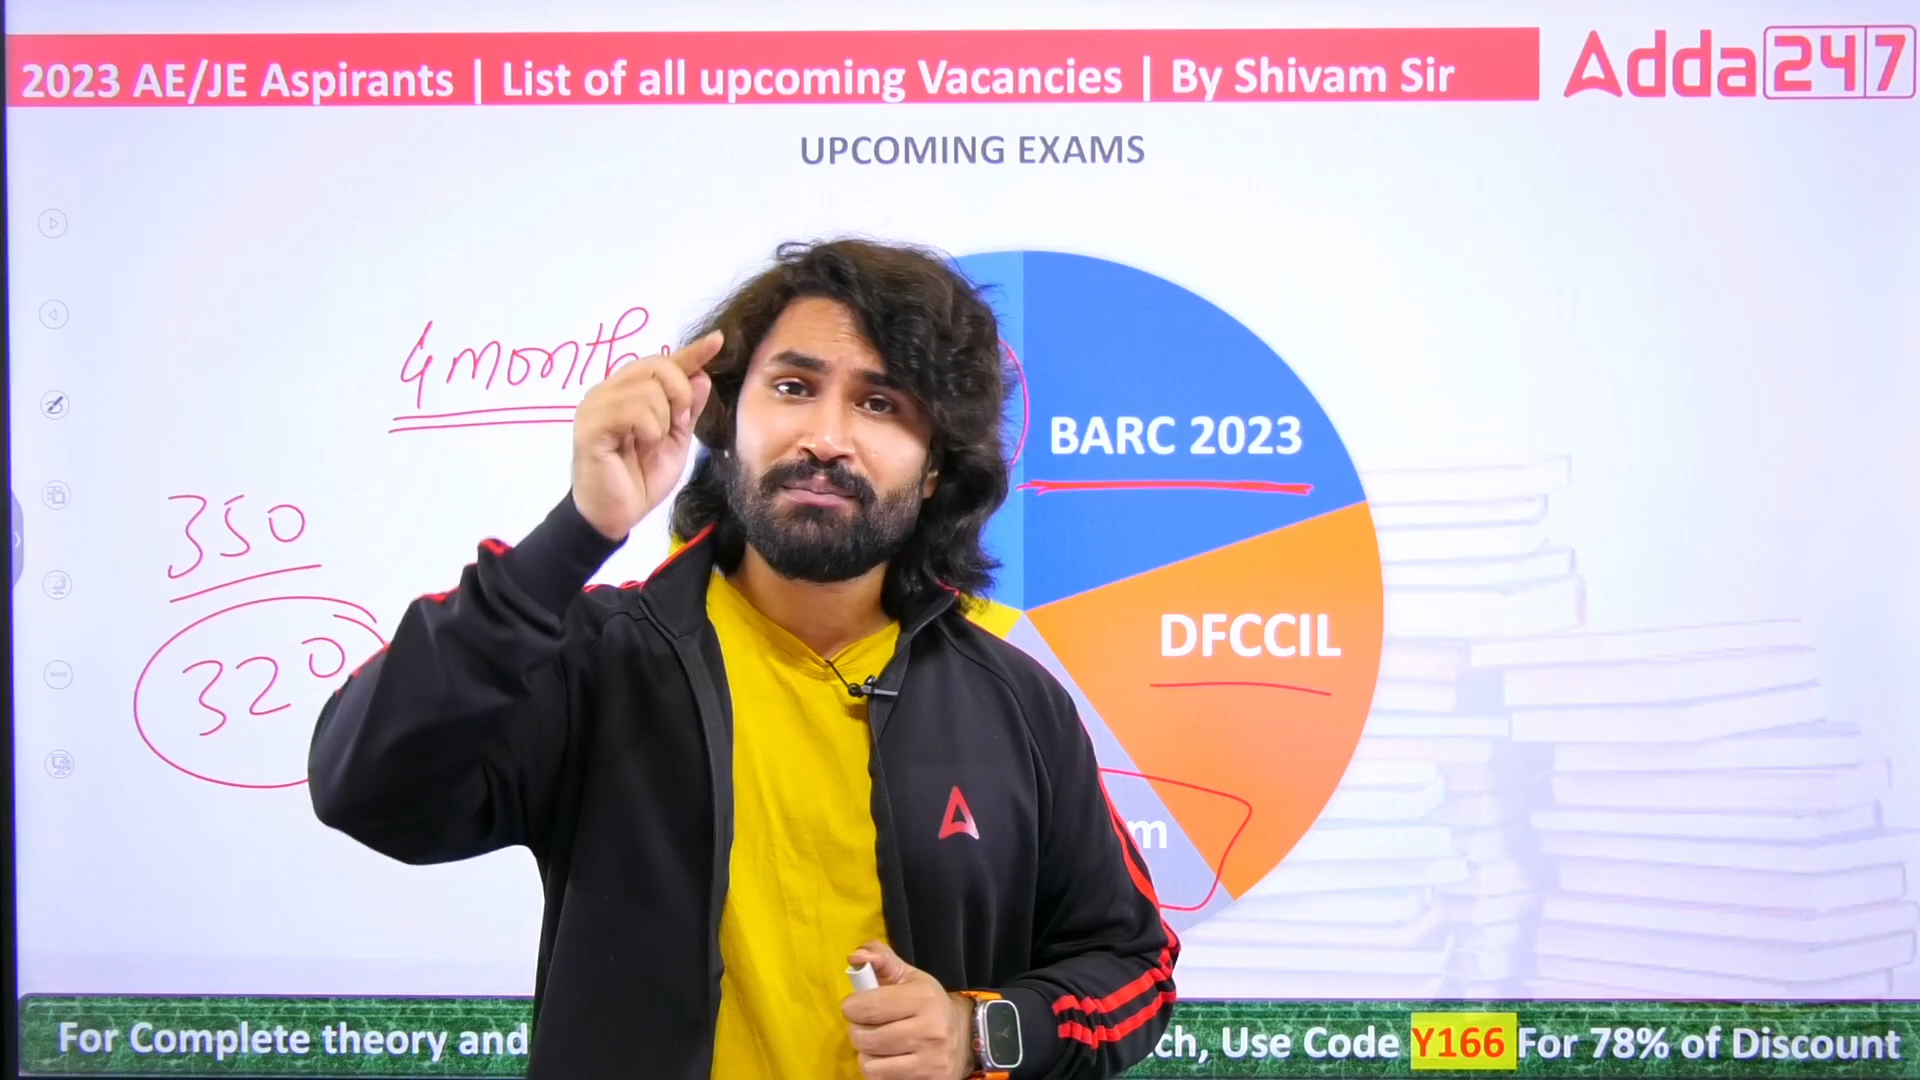 2023 AE/JE Aspirants | List of all upcoming Vacancies | By Shivam Sir
Adda247
UPCOMING EXAMS
4 month
BARC 2023
350
DFCCIL
320
m
For Complete theory and
ch, Use Code Y166 For 78% of Discount